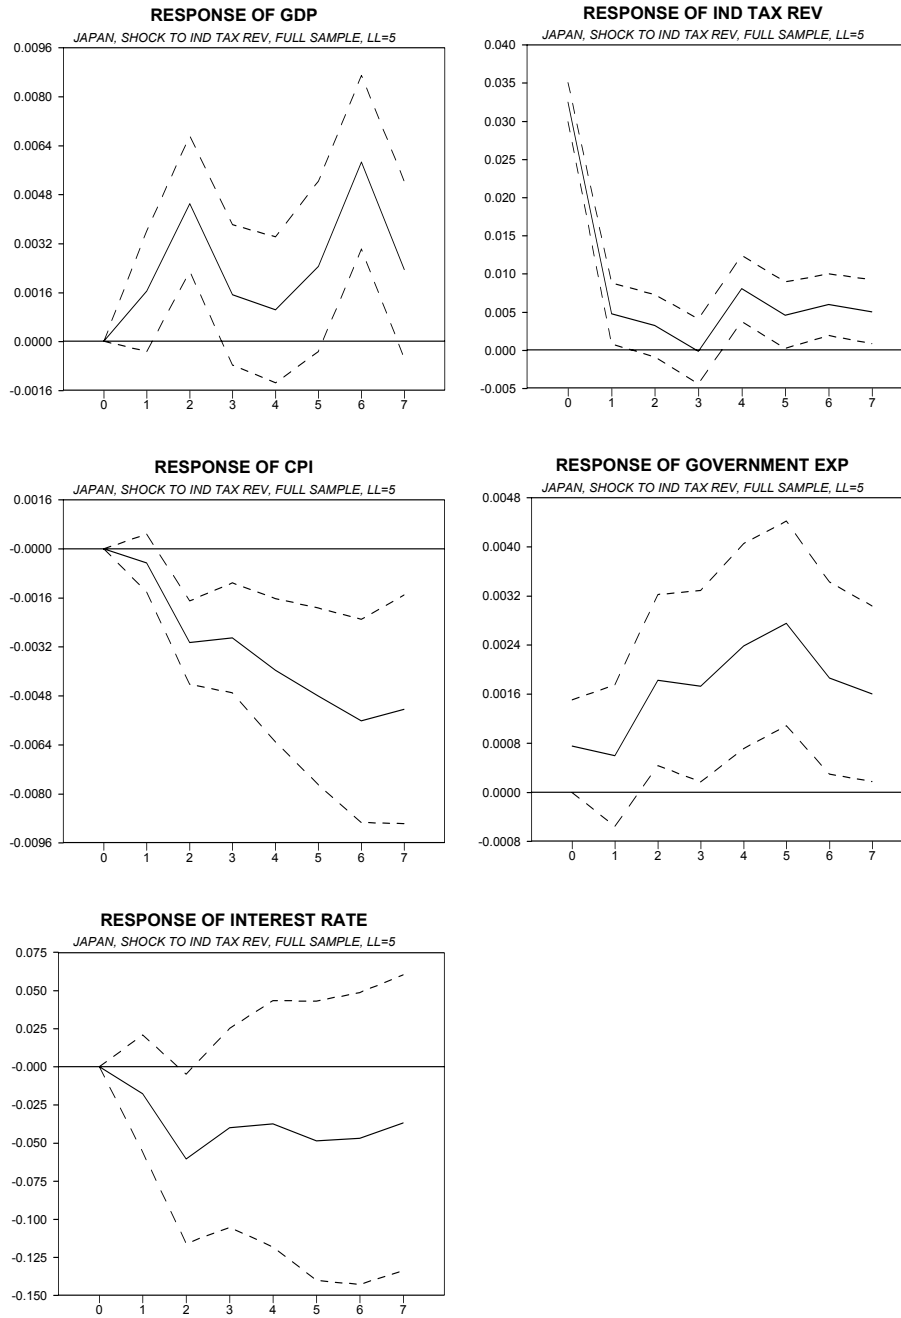 RESPONSE OF GDP
JAPAN, SHOCK TO IND TAX REV, FULL SAMPLE, LL=5
0.0096
0.0080
0.0064
0.0048
0.0032
0.0016
0.0000
-0.0016
0 1 2 3 4 5 6 7
RESPONSE OF IND TAX REV
JAPAN, SHOCK TO IND TAX REV, FULL SAMPLE, LL=5
0.040
0.035
0.030
0.025
0.020
0.015
0.010
0.005
0.000
-0.005
0 1 2 3 4 5 6 7
RESPONSE OF CPI
JAPAN, SHOCK TO IND TAX REV, FULL SAMPLE, LL=5
0.0016
-0.0000
-0.0016
-0.0032
-0.0048
-0.0064
-0.0080
-0.0096
0 1 2 3 4 5 6 7
RESPONSE OF GOVERNMENT EXP
JAPAN, SHOCK TO IND TAX REV, FULL SAMPLE, LL=5
0.0048
0.0040
0.0032
0.0024
0.0016
0.0008
0.0000
-0.0008
0 1 2 3 4 5 6 7
RESPONSE OF INTEREST RATE
JAPAN, SHOCK TO IND TAX REV, FULL SAMPLE, LL=5
0.075
0.050
0.025
-0.000
-0.025
-0.050
-0.075
-0.100
-0.125
-0.150
0 1 2 3 4 5 6 7